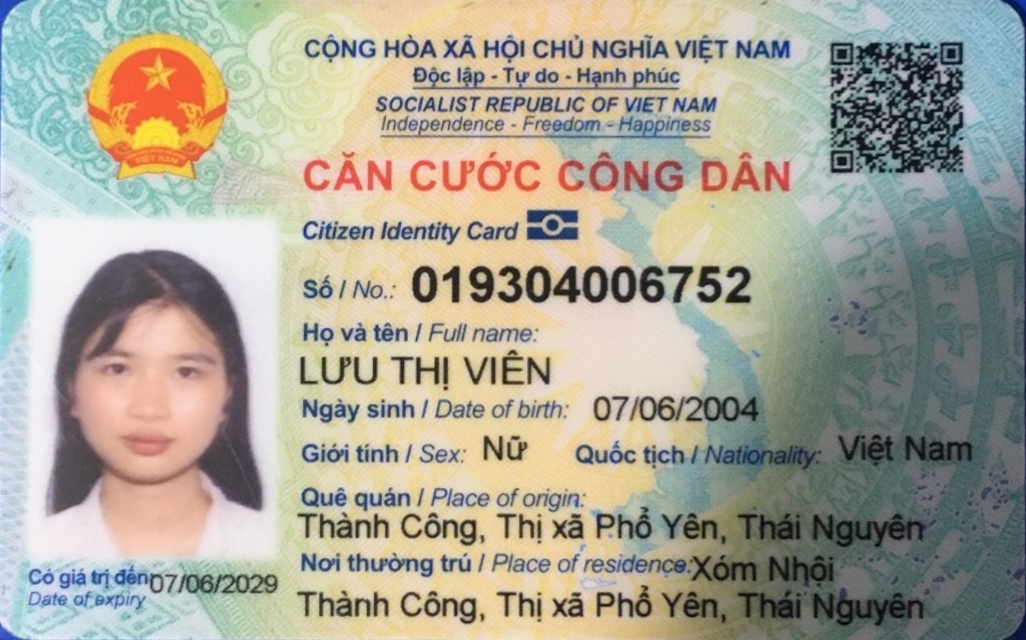 CỘNG HÒA XÃ HỘI CHỦ NGHĨA VIỆT NAM
Độc lập - Tự do - Hạnh phúc
SOCIALIST REPUBLIC OF VIET NAM
Independence - Freedom - Happiness
CĂN CƯỚC CÔNG DÂN
Citizen Identity Card
Số / No.: 019304006752
Họ và tên / Full name:
LƯU THỊ VIÊN
Ngày sinh / Date of birth: 07/06/2004
Giới tính / Sex: Nữ Quốc tịch / Nationality: Việt Nam
Quê quán / Place of origin:
Thành Công, Thị xã Phổ Yên, Thái Nguyên
Nơi thường trú / Place of residence: Xóm Nhội
Thành Công, Thị xã Phổ Yên, Thái Nguyên
Có giá trị đến: 07/06/2029
Date of expiry
VIỆT NAM